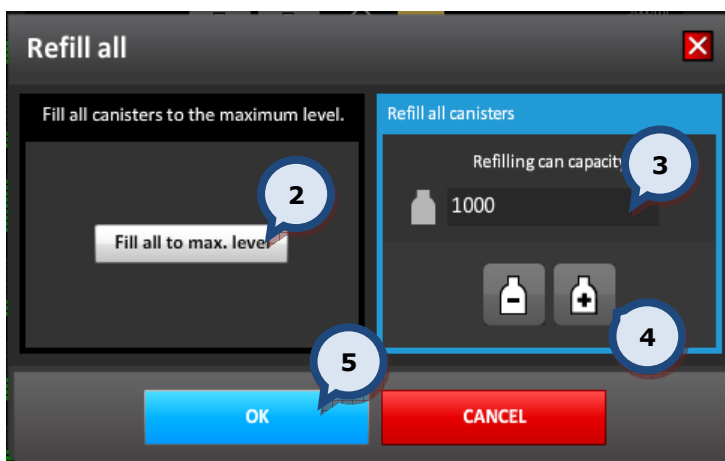 Refill all
Fill all canisters to the maximum level.
2
Fill all to max. level
Refill all canisters
Refilling can capacity
3
1000
4
5
OK
CANCEL